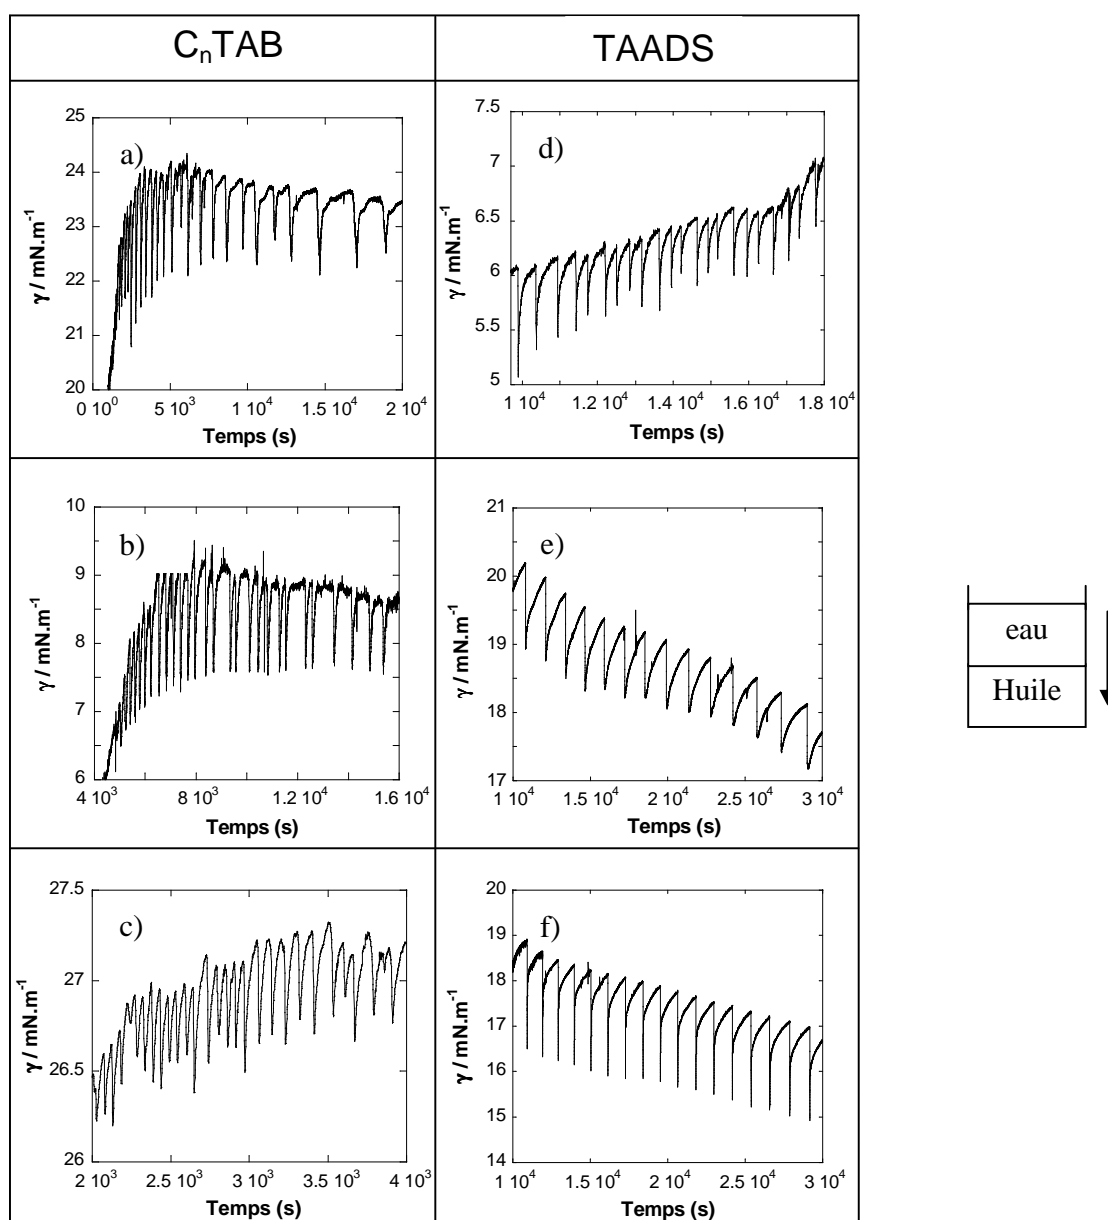 CₙTAB
TAADS
a)
25
24
23
22
21
20
γ / mN.m⁻¹
0 10⁰ 5 10³ 1 10⁴ 1.5 10⁴ 2 10⁴
Temps (s)
d)
7.5
7
6.5
6
5.5
5
γ / mN.m⁻¹
1 10⁴ 1.2 10⁴ 1.4 10⁴ 1.6 10⁴ 1.8 10⁴
Temps (s)
b)
10
9
8
7
6
γ / mN.m⁻¹
4 10³ 8 10³ 1.2 10⁴ 1.6 10⁴
Temps (s)
e)
21
20
19
18
17
γ / mN.m⁻¹
1 10⁴ 1.5 10⁴ 2 10⁴ 2.5 10⁴ 3 10⁴
Temps (s)
eau
Huile
c)
27.5
27
26.5
26
γ / mN.m⁻¹
2 10³ 2.5 10³ 3 10³ 3.5 10³ 4 10³
Temps (s)
f)
20
19
18
17
16
15
14
γ / mN.m⁻¹
1 10⁴ 1.5 10⁴ 2 10⁴ 2.5 10⁴ 3 10⁴
Temps (s)